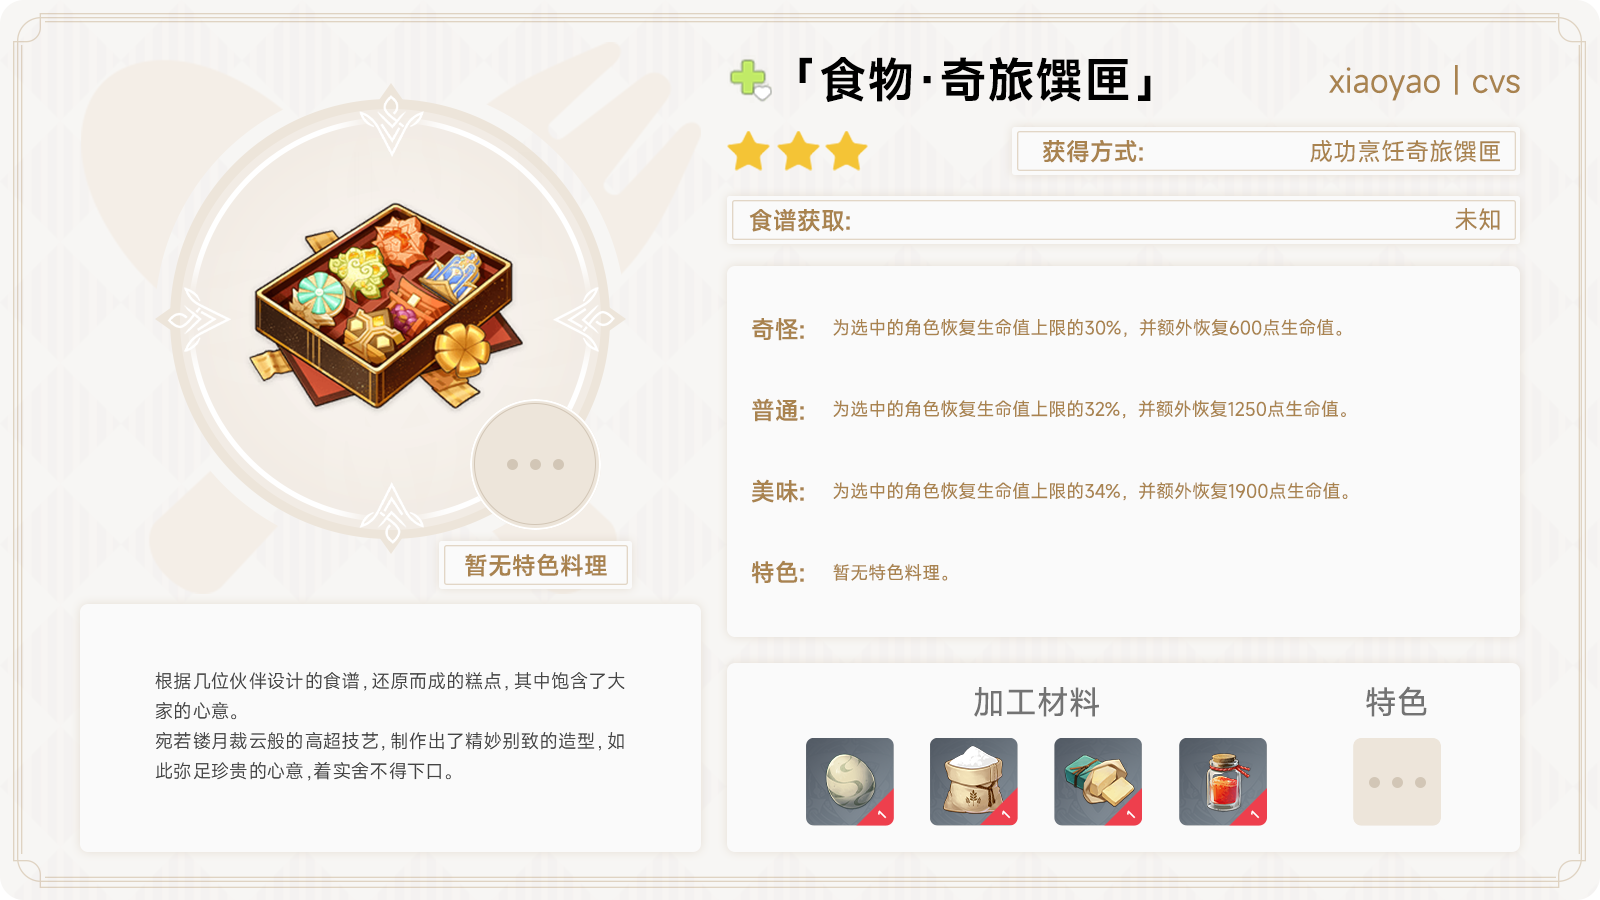 「食物·奇旅馔匣」
xiaoyao | cvs
获得方式: 成功烹饪奇旅馔匣
食谱获取: 未知
奇怪: 为选中的角色恢复生命值上限的30%，并额外恢复600点生命值。
普通: 为选中的角色恢复生命值上限的32%，并额外恢复1250点生命值。
美味: 为选中的角色恢复生命值上限的34%，并额外恢复1900点生命值。
特色: 暂无特色料理。
暂无特色料理
根据几位伙伴设计的食谱,还原而成的糕点,其中饱含了大
家的心意。
宛若镂月裁云般的高超技艺,制作出了精妙别致的造型,如
此弥足珍贵的心意,着实舍不得下口。
加工材料
特色
1
1
1
1